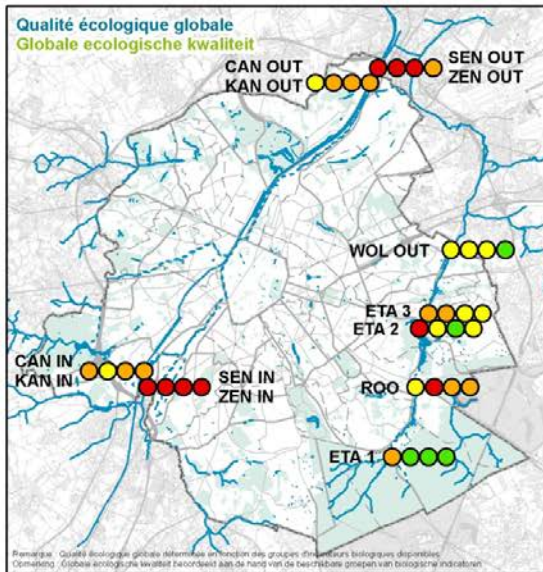 Qualité écologique globale
Globale ecologische kwaliteit
CAN OUT
KAN OUT
SEN OUT
ZEN OUT
WOL OUT
ETA 3
ETA 2
CAN IN
KAN IN
SEN IN
ZEN IN
ROO
ETA 1
Remarque : Qualité écologique globale déterminée en fonction des groupes d'indicateurs biologiques disponibles
Opmerking : Globale ecologische kwaliteit beoordeeld aan de hand van de beschikbare groepen van biologische indicatoren